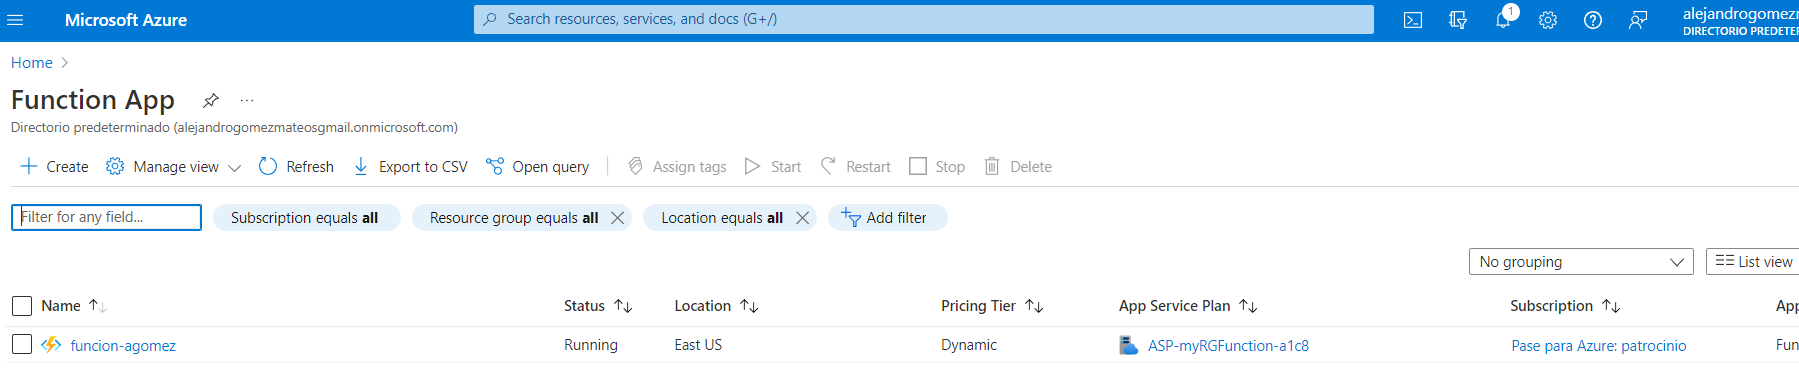 Microsoft Azure
Search resources, services, and docs (G+/)
1
alejandrogomezm
DIRECTORIO PREDETER
Home
Function App
Directorio predeterminado (alejandrogomezmateosgmail.onmicrosoft.com)
Create Manage view Refresh Export to CSV Open query Assign tags Start Restart Stop Delete
Filter for any field... Subscription equals all Resource group equals all Location equals all Add filter
No grouping List view
Name Status Location Pricing Tier App Service Plan Subscription App
funcion-agomez Running East US Dynamic ASP-myRGFunction-a1c8 Pase para Azure: patrocinio Fun